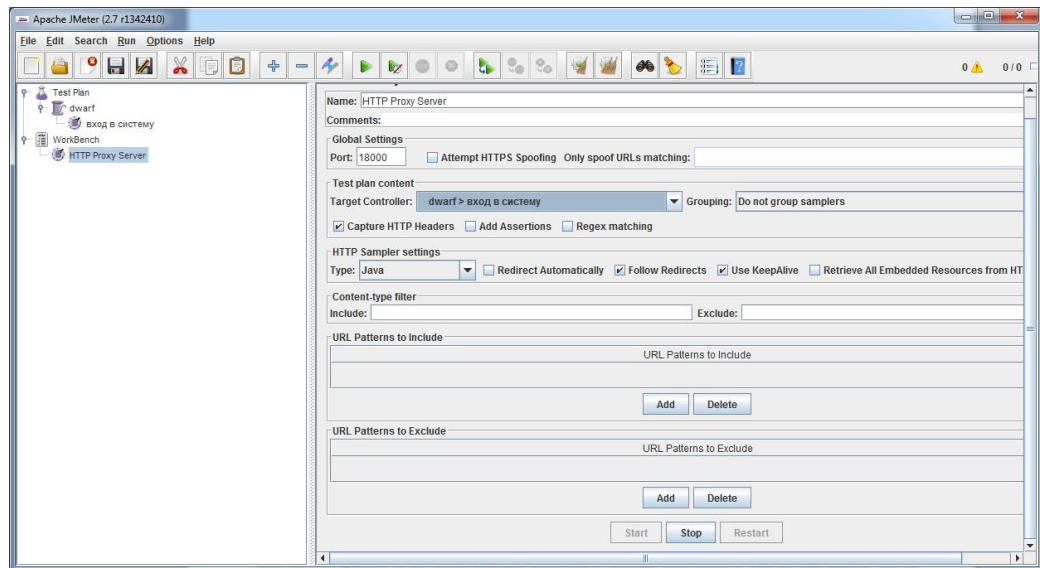 Apache JMeter (2.7 r1342410)
File Edit Search Run Options Help
0 0/0
Test Plan
dwarf
вход в систему
WorkBench
HTTP Proxy Server
Name: HTTP Proxy Server
Comments:
Global Settings
Port: 18000 Attempt HTTPS Spoofing Only spoof URLs matching:
Test plan content
Target Controller: dwarf > вход в систему Grouping: Do not group samplers
Capture HTTP Headers Add Assertions Regex matching
HTTP Sampler settings
Type: Java Redirect Automatically Follow Redirects Use KeepAlive Retrieve All Embedded Resources from HT
Content-type filter
Include: Exclude:
URL Patterns to Include
URL Patterns to Include
Add Delete
URL Patterns to Exclude
URL Patterns to Exclude
Add Delete
Start Stop Restart